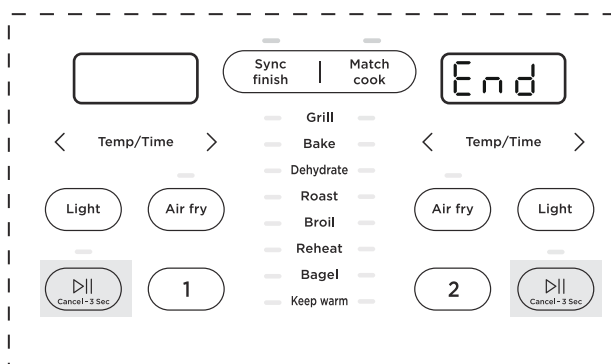 Sync finish
Match cook
End
Grill
Temp/Time
Bake
Temp/Time
Dehydrate
Roast
Light
Air fry
Broil
Air fry
Light
Reheat
Bagel
Cancel-3 Sec
1
Keep warm
2
Cancel-3 Sec